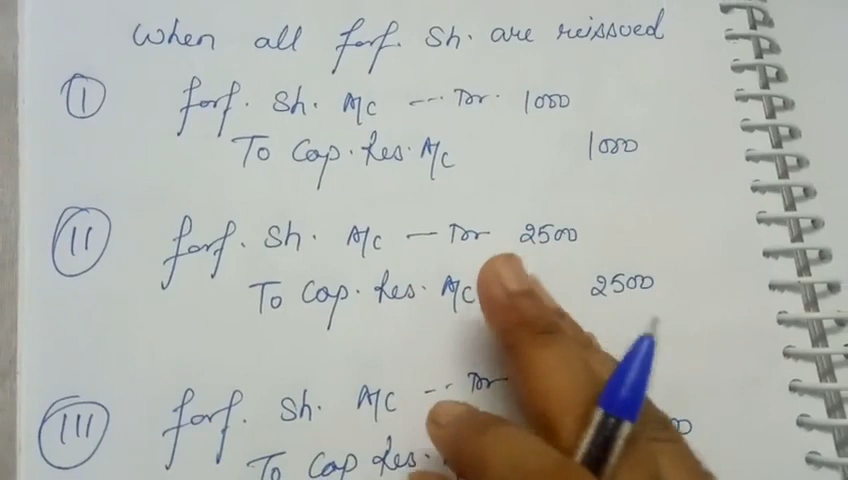 When all forf. Sh. are reissued
I forf. Sh. A/C --- Dr. 1000
To Cap. Res. A/C 1000
II forf. Sh. A/C — Dr 2500
To Cap. Res. A/C 2500
III forf. Sh. A/C --- Dr
To Cap Res.